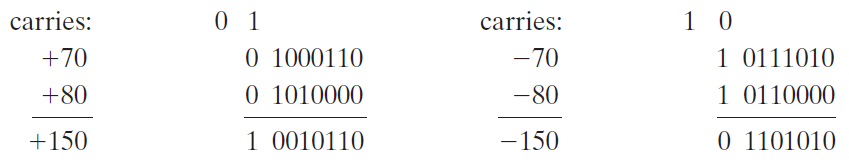 carries: 0 1 carries: 1 0
+70 0 1000110 −70 1 0111010
+80 0 1010000 −80 1 0110000
+150 1 0010110 −150 0 1101010